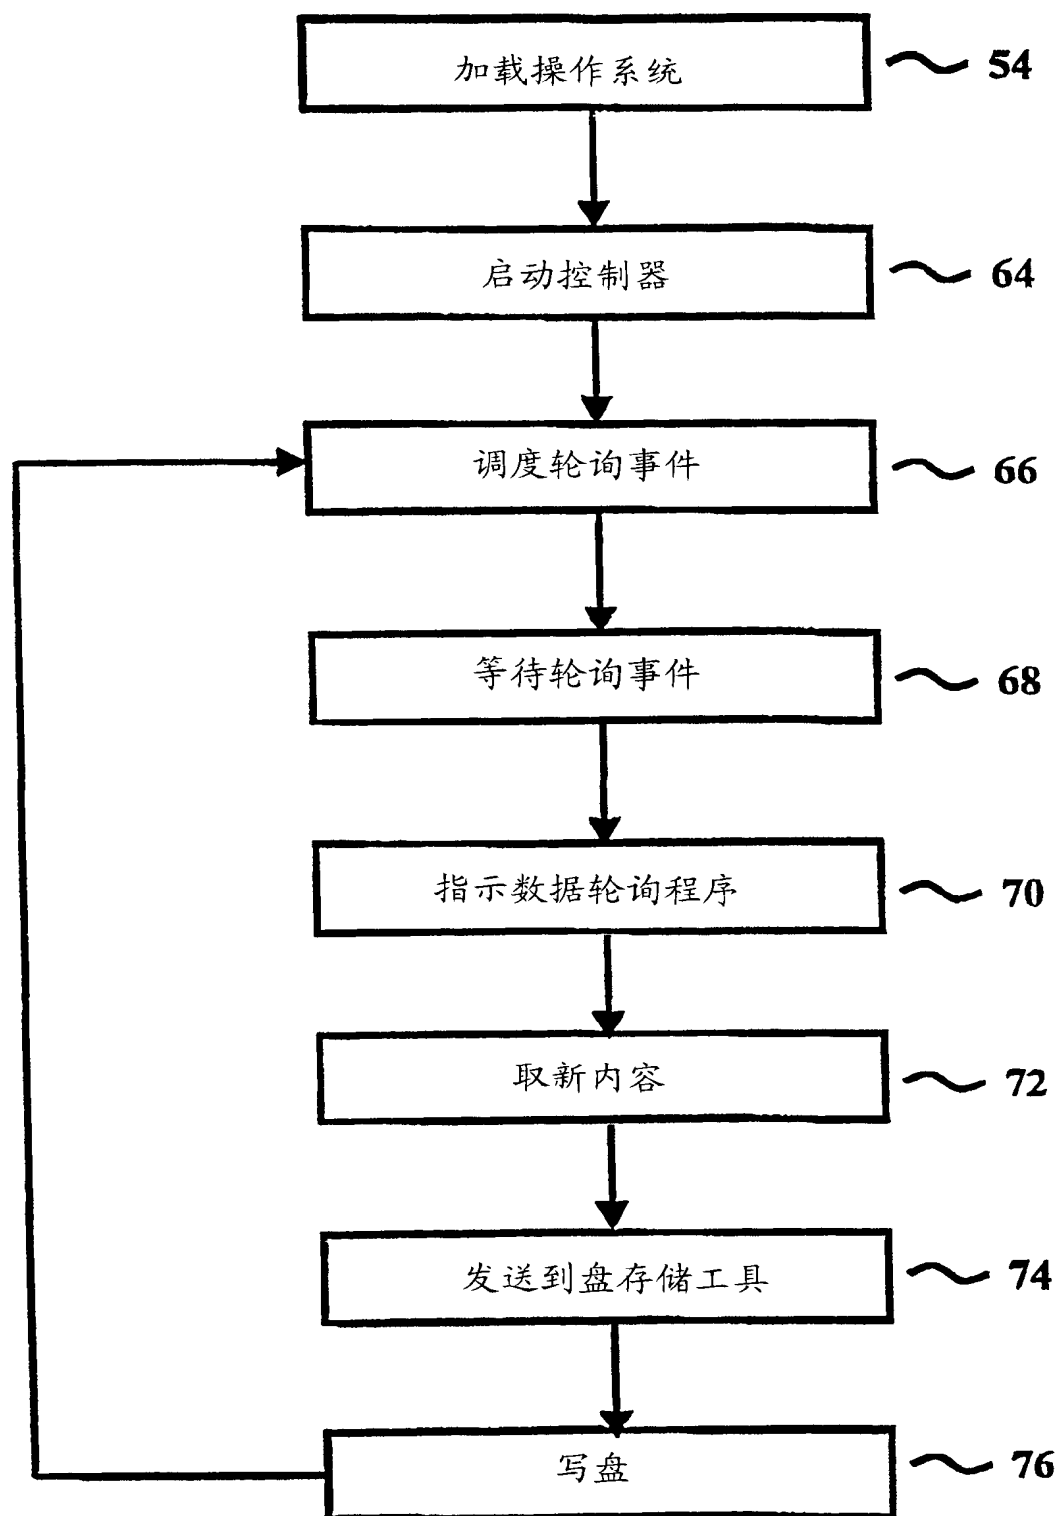 加载操作系统 54
启动控制器 64
调度轮询事件 66
等待轮询事件 68
指示数据轮询程序 70
取新内容 72
发送到盘存储工具 74
写盘 76